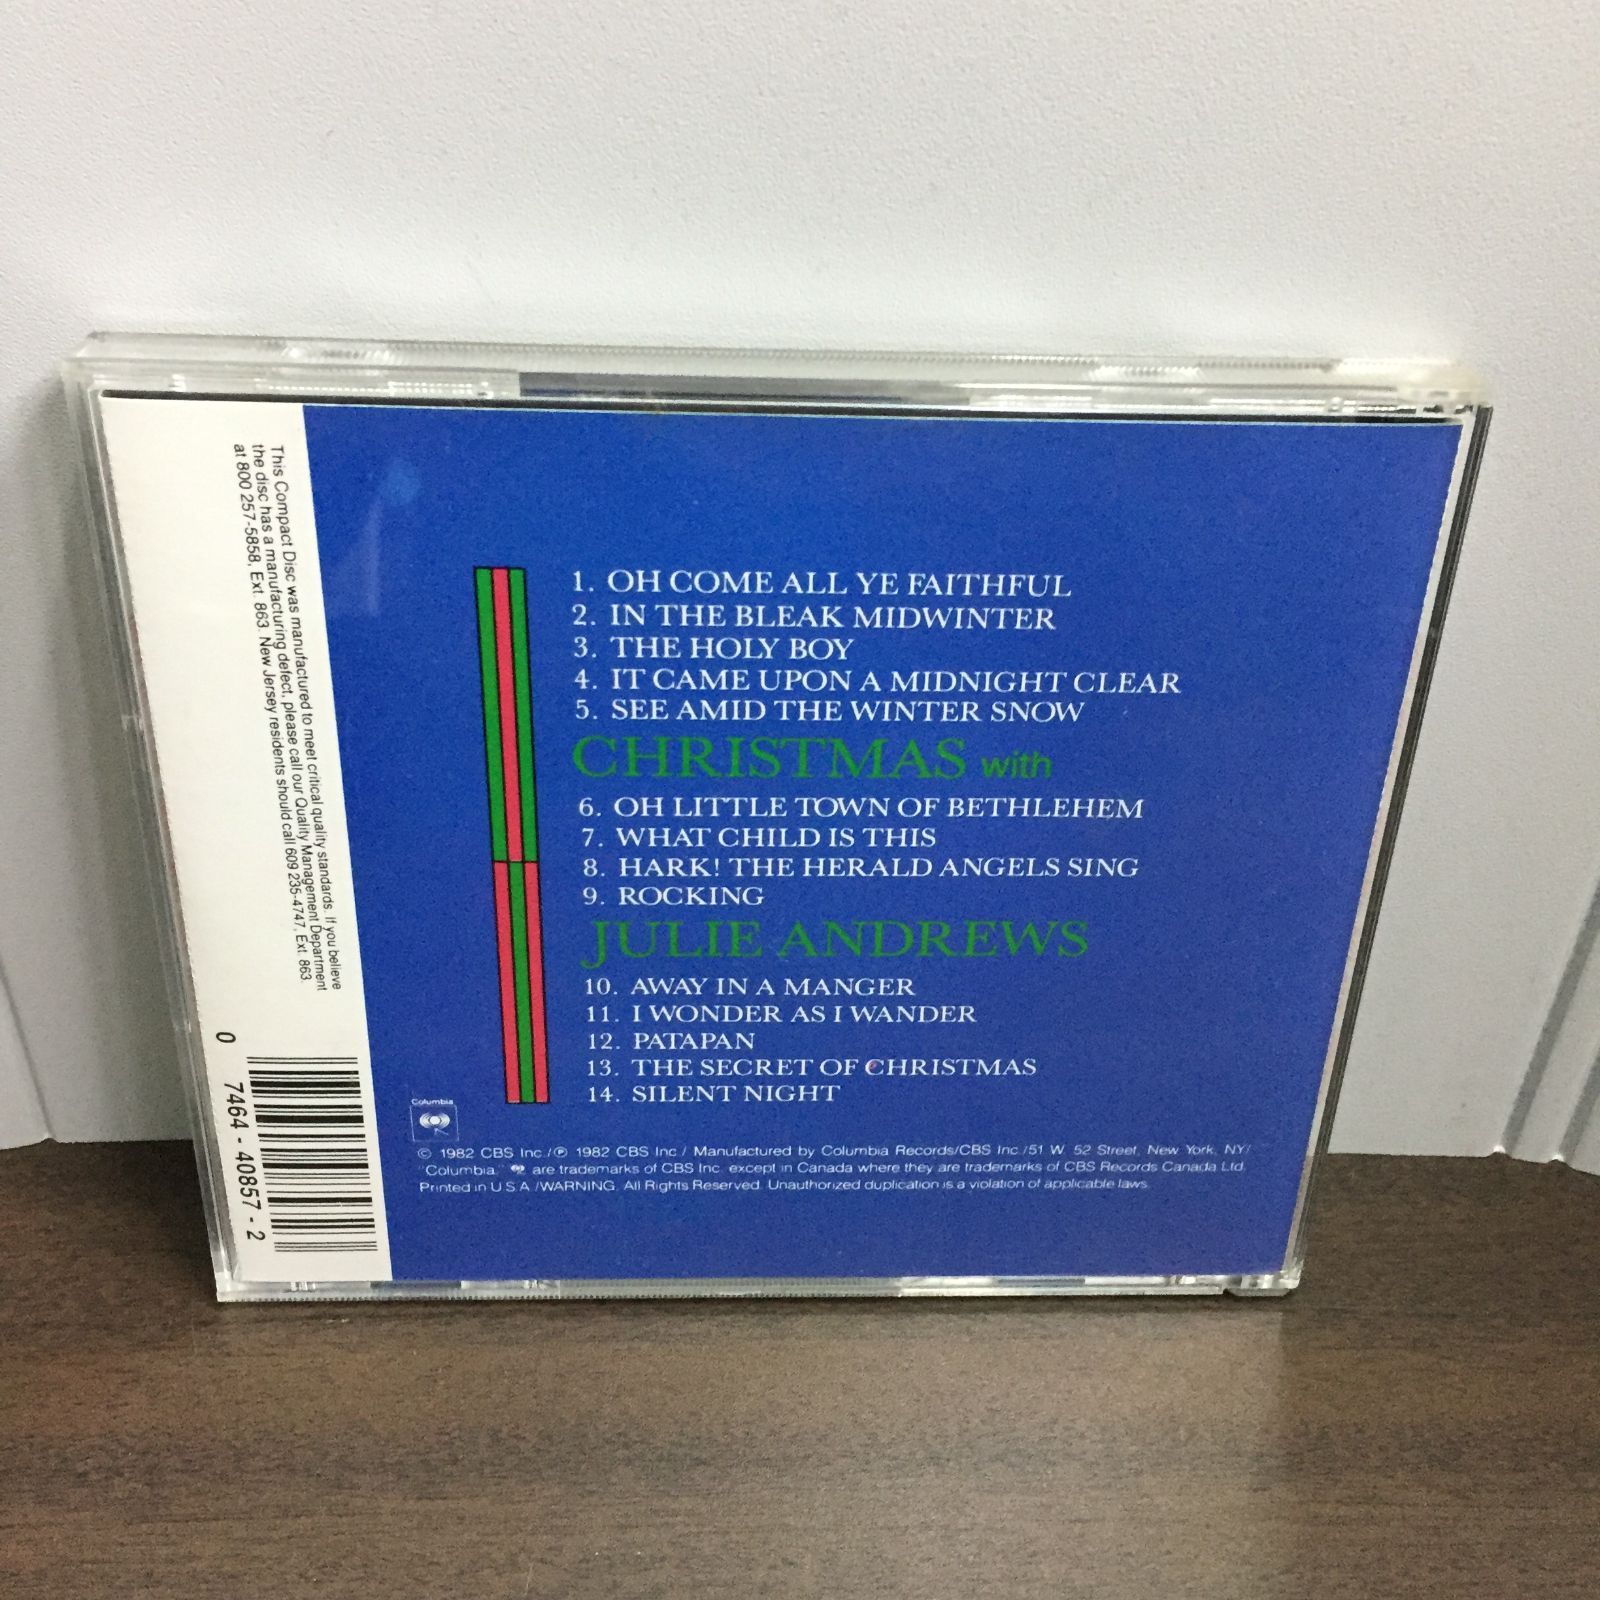 This Compact Disc was manufactured to meet critical quality standards. If you believe
the disc has a manufacturing defect, please call our Quality Management Department
at 800 257-5858, Ext. 863. New Jersey residents should call 609 235-4747, Ext. 863.
0 7464-40857-2
1. OH COME ALL YE FAITHFUL
2. IN THE BLEAK MIDWINTER
3. THE HOLY BOY
4. IT CAME UPON A MIDNIGHT CLEAR
5. SEE AMID THE WINTER SNOW
CHRISTMAS with
6. OH LITTLE TOWN OF BETHLEHEM
7. WHAT CHILD IS THIS
8. HARK! THE HERALD ANGELS SING
9. ROCKING
JULIE ANDREWS
10. AWAY IN A MANGER
11. I WONDER AS I WANDER
12. PATAPAN
13. THE SECRET OF CHRISTMAS
14. SILENT NIGHT
Columbia
© 1982 CBS Inc./℗ 1982 CBS Inc./ Manufactured by Columbia Records/CBS Inc./51 W. 52 Street, New York, NY/
"Columbia," are trademarks of CBS Inc. except in Canada where they are trademarks of CBS Records Canada Ltd.
Printed in U.S.A./WARNING: All Rights Reserved. Unauthorized duplication is a violation of applicable laws.